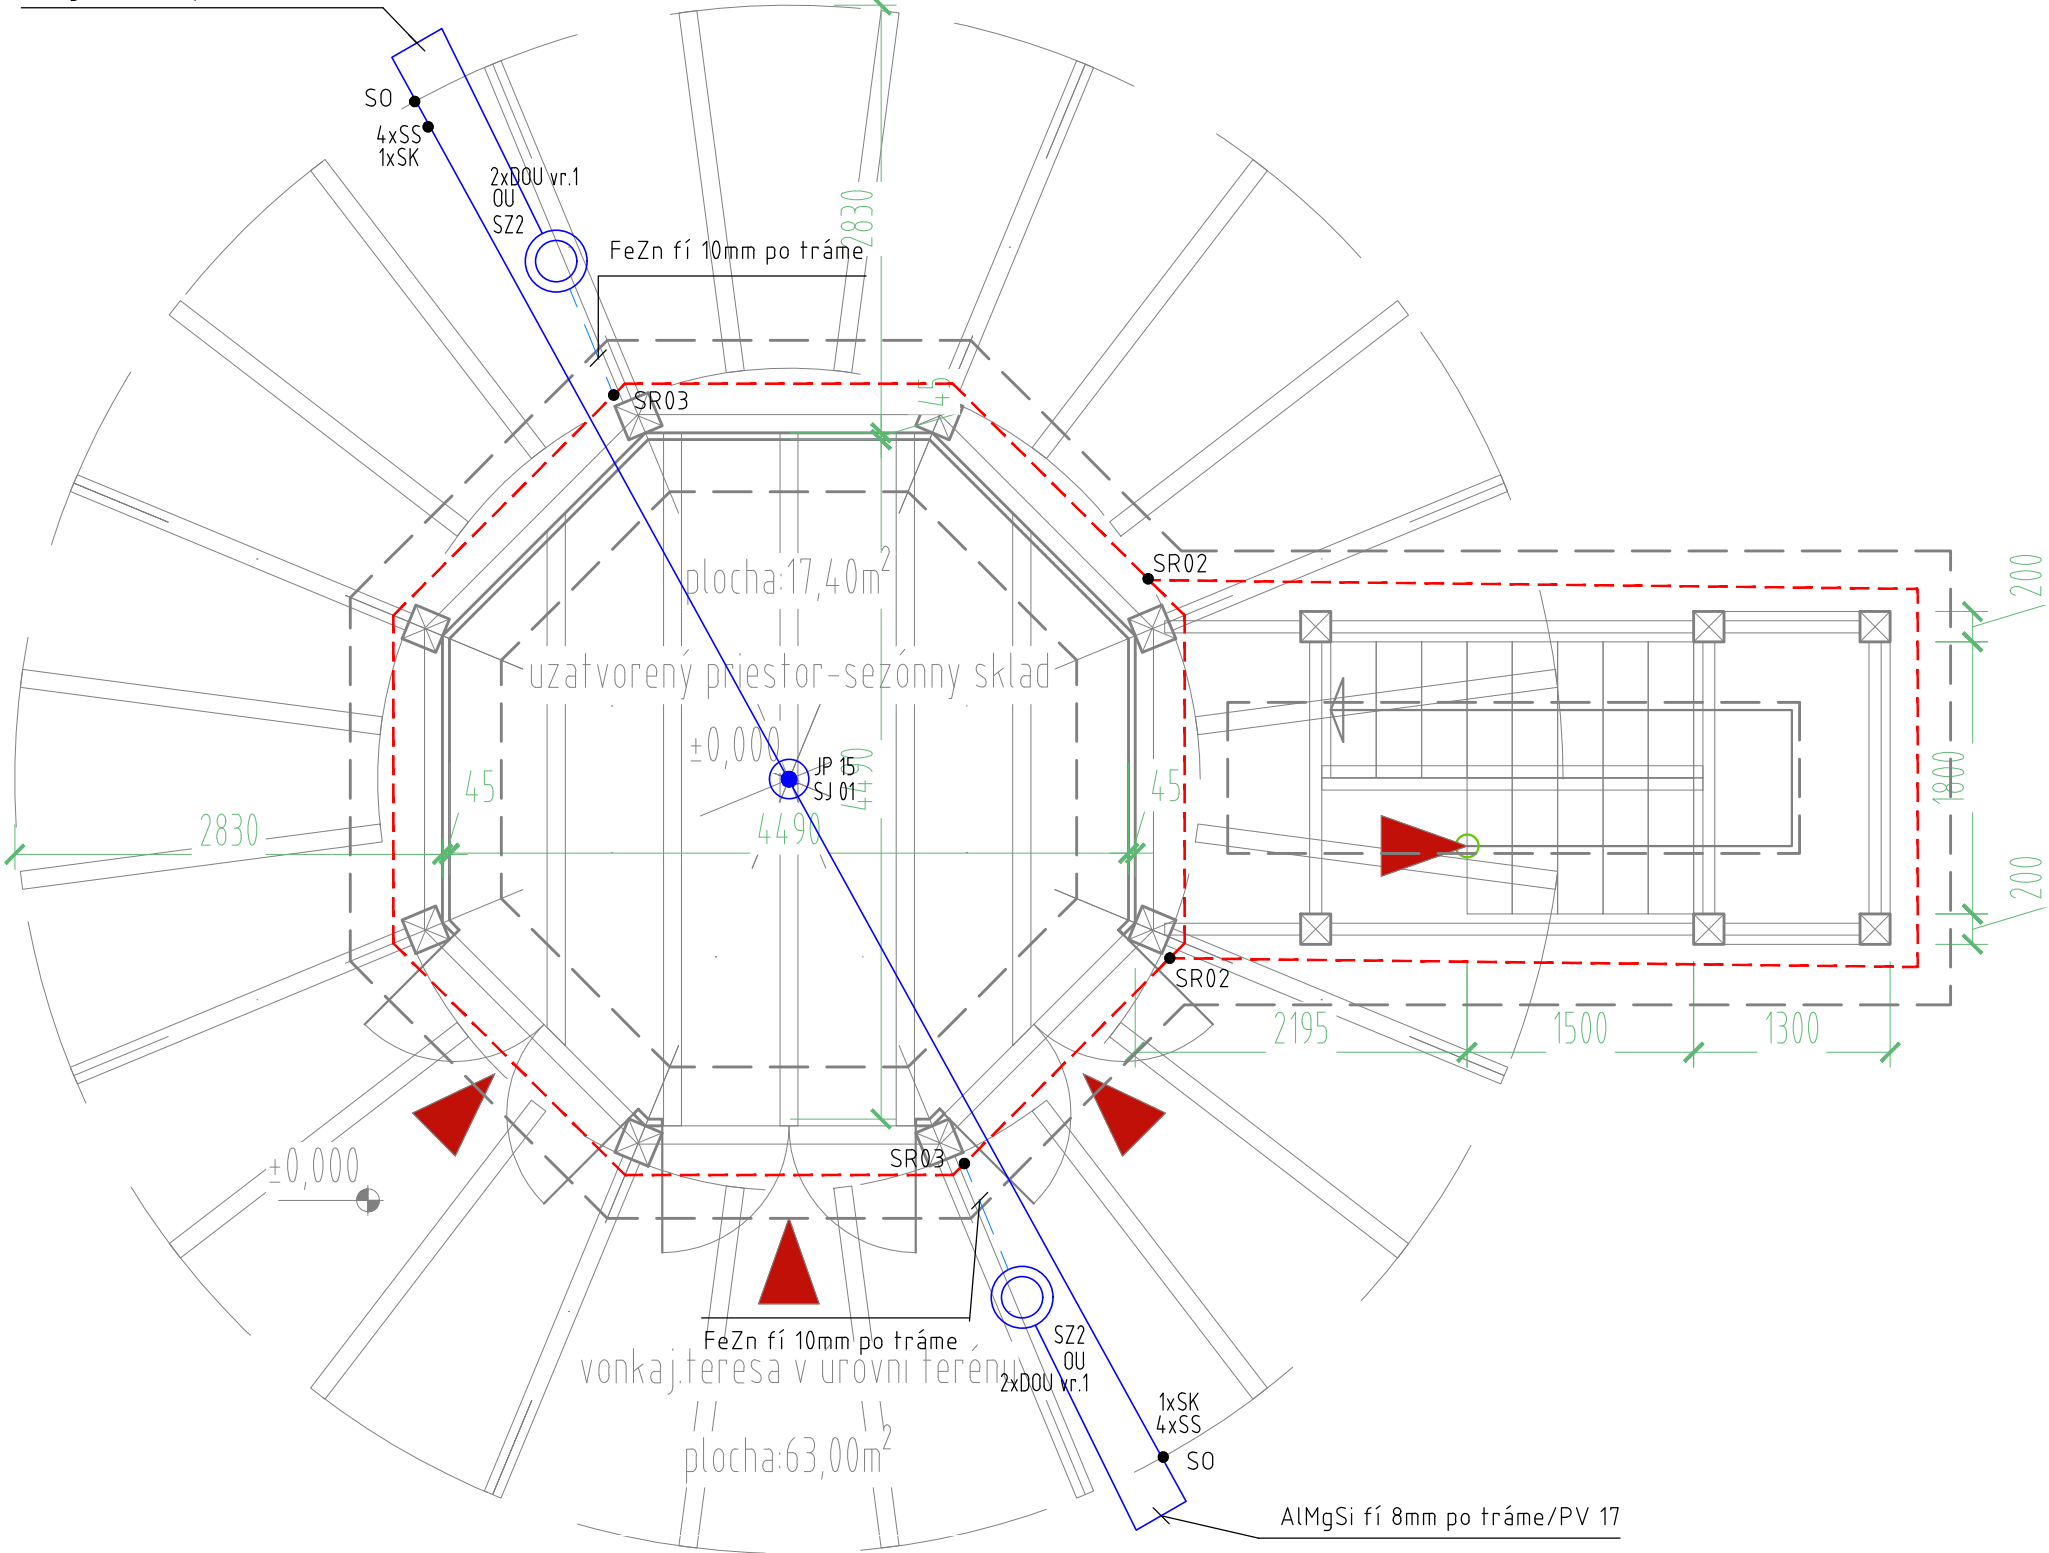 SO
4xSS
1xSK
2xDOU vr.1
OU
SZ2
FeZn fí 10mm po tráme
2830
45
SR03
SR02
200
plocha:17,40m²
uzatvorený priestor-sezónny sklad
±0,000
JP 15
SJ 01
4490
4490
45
45
2830
1800
200
SR02
2195
1500
1300
±0,000
SR03
FeZn fí 10mm po tráme
vonkaj.teresa v úrovni terénu
SZ2
OU
2xDOU vr.1
1xSK
4xSS
SO
plocha:63,00m²
AlMgSi fí 8mm po tráme/PV 17